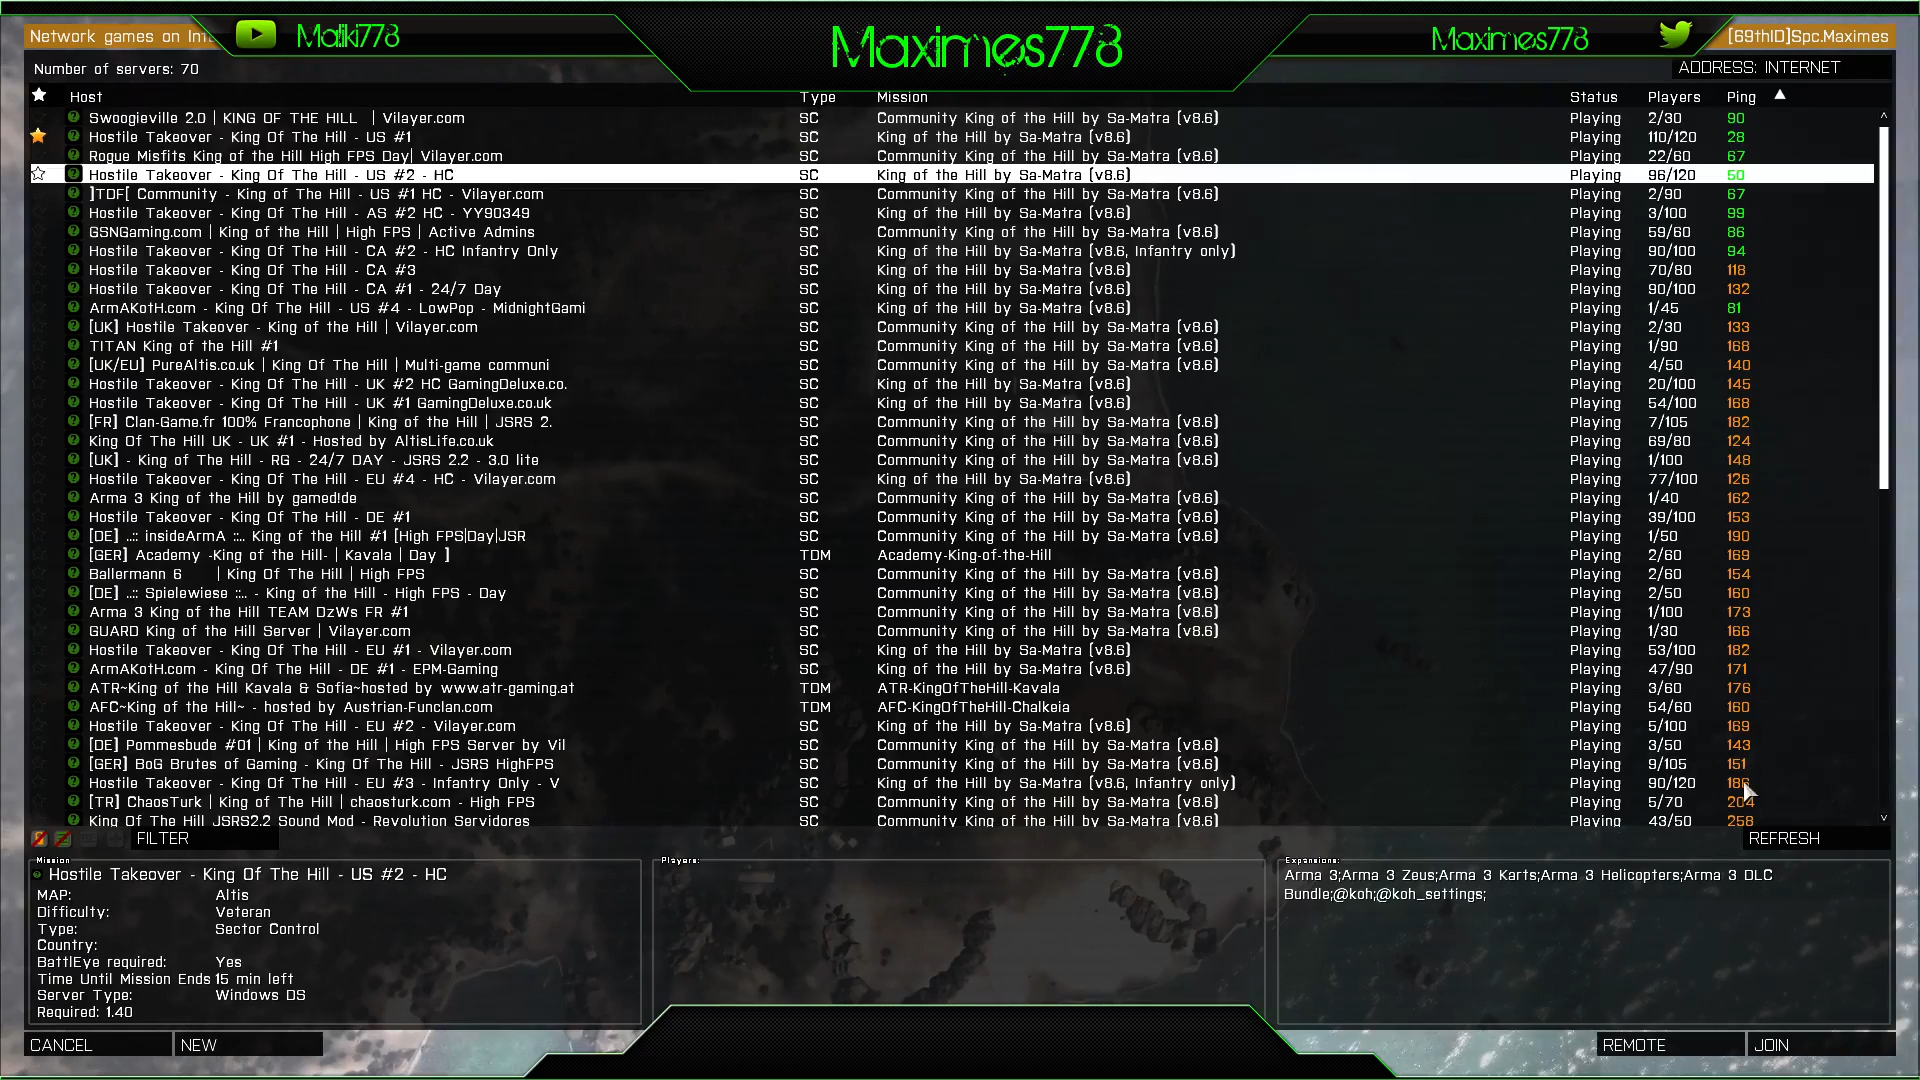 Network games on Int
Maliki778
Maximes778
Maximes778
[69thID]Spc.Maximes
Number of servers: 70
ADDRESS: INTERNET
Host Type Mission Status Players Ping
Swoogieville 2.0 | KING OF THE HILL | Vilayer.com SC Community King of the Hill by Sa-Matra (v8.6) Playing 2/30 90
Hostile Takeover - King Of The Hill - US #1 SC King of the Hill by Sa-Matra (v8.6) Playing 110/120 28
Rogue Misfits King of the Hill High FPS Day| Vilayer.com SC Community King of the Hill by Sa-Matra (v8.6) Playing 22/60 67
Hostile Takeover - King Of The Hill - US #2 - HC SC King of the Hill by Sa-Matra (v8.6) Playing 96/120 50
]TDF[ Community - King of The Hill - US #1 HC - Vilayer.com SC Community King of the Hill by Sa-Matra (v8.6) Playing 2/90 67
Hostile Takeover - King Of The Hill - AS #2 HC - YY90349 SC King of the Hill by Sa-Matra (v8.6) Playing 3/100 99
GSNGaming.com | King of the Hill | High FPS | Active Admins SC Community King of the Hill by Sa-Matra (v8.6) Playing 59/60 86
Hostile Takeover - King Of The Hill - CA #2 - HC Infantry Only SC King of the Hill by Sa-Matra (v8.6, Infantry only) Playing 90/100 94
Hostile Takeover - King Of The Hill - CA #3 SC King of the Hill by Sa-Matra (v8.6) Playing 70/80 118
Hostile Takeover - King Of The Hill - CA #1 - 24/7 Day SC King of the Hill by Sa-Matra (v8.6) Playing 90/100 132
ArmAKotH.com - King Of The Hill - US #4 - LowPop - MidnightGami SC King of the Hill by Sa-Matra (v8.6) Playing 1/45 81
[UK] Hostile Takeover - King of the Hill | Vilayer.com SC Community King of the Hill by Sa-Matra (v8.6) Playing 2/30 133
TITAN King of the Hill #1 SC Community King of the Hill by Sa-Matra (v8.6) Playing 1/90 168
[UK/EU] PureAltis.co.uk | King Of The Hill | Multi-game communi SC Community King of the Hill by Sa-Matra (v8.6) Playing 4/50 140
Hostile Takeover - King Of The Hill - UK #2 HC GamingDeluxe.co. SC King of the Hill by Sa-Matra (v8.6) Playing 20/100 145
Hostile Takeover - King Of The Hill - UK #1 GamingDeluxe.co.uk SC King of the Hill by Sa-Matra (v8.6) Playing 54/100 168
[FR] Clan-Game.fr 100% Francophone | King of the Hill | JSRS 2. SC Community King of the Hill by Sa-Matra (v8.6) Playing 7/105 182
King Of The Hill UK - UK #1 - Hosted by AltisLife.co.uk SC Community King of the Hill by Sa-Matra (v8.6) Playing 69/80 124
[UK] - King of The Hill - RG - 24/7 DAY - JSRS 2.2 - 3.0 lite SC Community King of the Hill by Sa-Matra (v8.6) Playing 1/100 148
Hostile Takeover - King Of The Hill - EU #4 - HC - Vilayer.com SC King of the Hill by Sa-Matra (v8.6) Playing 77/100 126
Arma 3 King of the Hill by gamed!de SC Community King of the Hill by Sa-Matra (v8.6) Playing 1/40 162
Hostile Takeover - King Of The Hill - DE #1 SC Community King of the Hill by Sa-Matra (v8.6) Playing 39/100 153
[DE] ..:: insideArmA ::.. King of the Hill #1 [High FPS|Day|JSR SC Community King of the Hill by Sa-Matra (v8.6) Playing 1/50 190
[GER] Academy -King of the Hill- | Kavala | Day ] TDM Academy-King-of-the-Hill Playing 2/60 169
Ballermann 6 | King Of The Hill | High FPS SC Community King of the Hill by Sa-Matra (v8.6) Playing 2/60 154
[DE] ..:: Spielewiese ::.. - King of the Hill - High FPS - Day SC Community King of the Hill by Sa-Matra (v8.6) Playing 2/50 160
Arma 3 King of the Hill TEAM DzWs FR #1 SC Community King of the Hill by Sa-Matra (v8.6) Playing 1/100 173
GUARD King of the Hill Server | Vilayer.com SC Community King of the Hill by Sa-Matra (v8.6) Playing 1/30 166
Hostile Takeover - King Of The Hill - EU #1 - Vilayer.com SC King of the Hill by Sa-Matra (v8.6) Playing 53/100 182
ArmAKotH.com - King Of The Hill - DE #1 - EPM-Gaming SC King of the Hill by Sa-Matra (v8.6) Playing 47/90 171
ATR~King of the Hill Kavala & Sofia~hosted by www.atr-gaming.at TDM ATR-KingOfTheHill-Kavala Playing 3/60 176
AFC~King of the Hill~ - hosted by Austrian-Funclan.com TDM AFC-KingOfTheHill-Chalkeia Playing 54/60 160
Hostile Takeover - King Of The Hill - EU #2 - Vilayer.com SC King of the Hill by Sa-Matra (v8.6) Playing 5/100 169
[DE] Pommesbude #01 | King of the Hill | High FPS Server by Vil SC Community King of the Hill by Sa-Matra (v8.6) Playing 3/50 143
[GER] BoG Brutes of Gaming - King Of The Hill - JSRS HighFPS SC Community King of the Hill by Sa-Matra (v8.6) Playing 9/105 151
Hostile Takeover - King Of The Hill - EU #3 - Infantry Only - V SC King of the Hill by Sa-Matra (v8.6, Infantry only) Playing 90/120
[TR] ChaosTurk | King of The Hill | chaosturk.com - High FPS SC Community King of the Hill by Sa-Matra (v8.6) Playing 5/70 204
King Of The Hill JSRS2.2 Sound Mod - Revolution Servidores SC Community King of the Hill by Sa-Matra (v8.6) Playing 43/50 258
FILTER
REFRESH
Mission
Players:
Expansions:
Hostile Takeover - King Of The Hill - US #2 - HC
MAP: Altis
Difficulty: Veteran
Type: Sector Control
Country:
BattlEye required: Yes
Time Until Mission Ends 15 min left
Server Type: Windows DS
Required: 1.40
Arma 3;Arma 3 Zeus;Arma 3 Karts;Arma 3 Helicopters;Arma 3 DLC
Bundle;@koh;@koh_settings;
CANCEL
NEW
REMOTE
JOIN